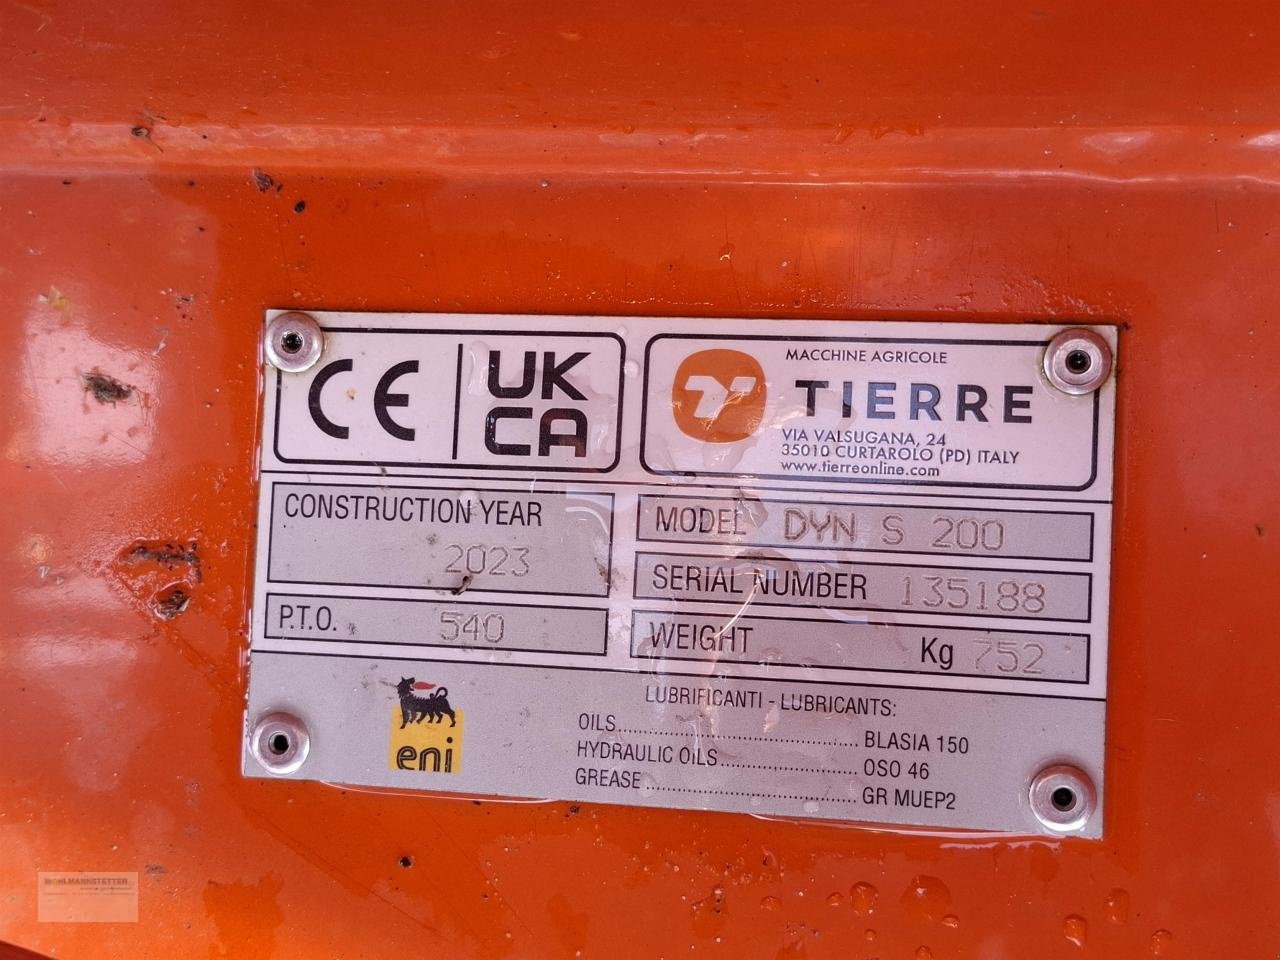 CE
UK
CA
MACCHINE AGRICOLE
TIERRE
VIA VALSUGANA, 24
35010 CURTAROLO (PD) ITALY
www.tierreonline.com
CONSTRUCTION YEAR
2023
P.T.O. 540
MODEL DYN S 200
SERIAL NUMBER 135188
WEIGHT Kg 752
eni
LUBRIFICANTI - LUBRICANTS:
OILS........................................ BLASIA 150
HYDRAULIC OILS....................... OSO 46
GREASE ................................... GR MUEP2
WOHLMANNSTETTER